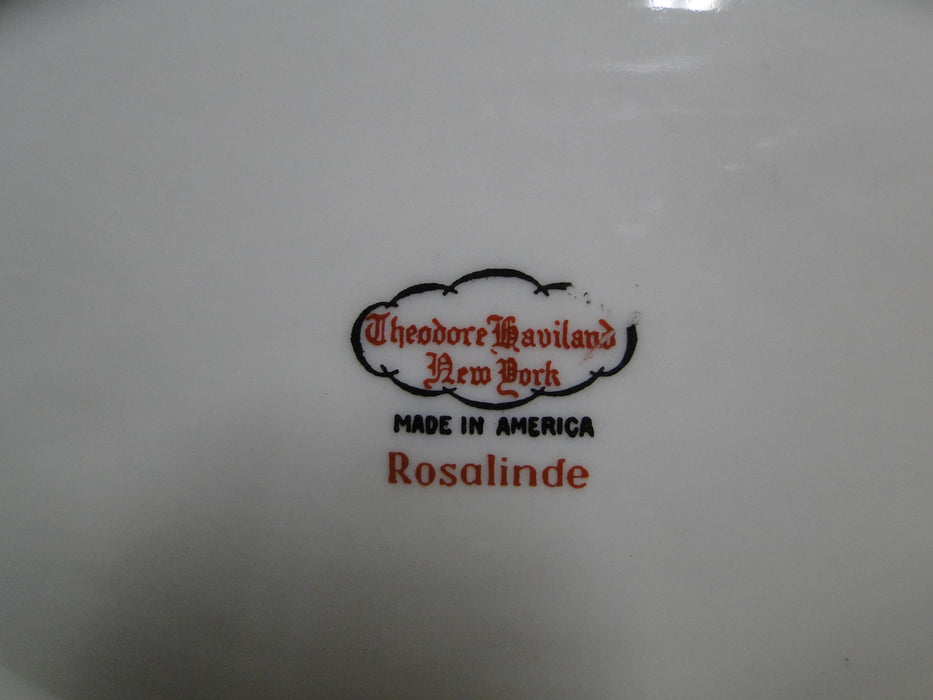 Theodore Haviland
New York
MADE IN AMERICA
Rosalinde